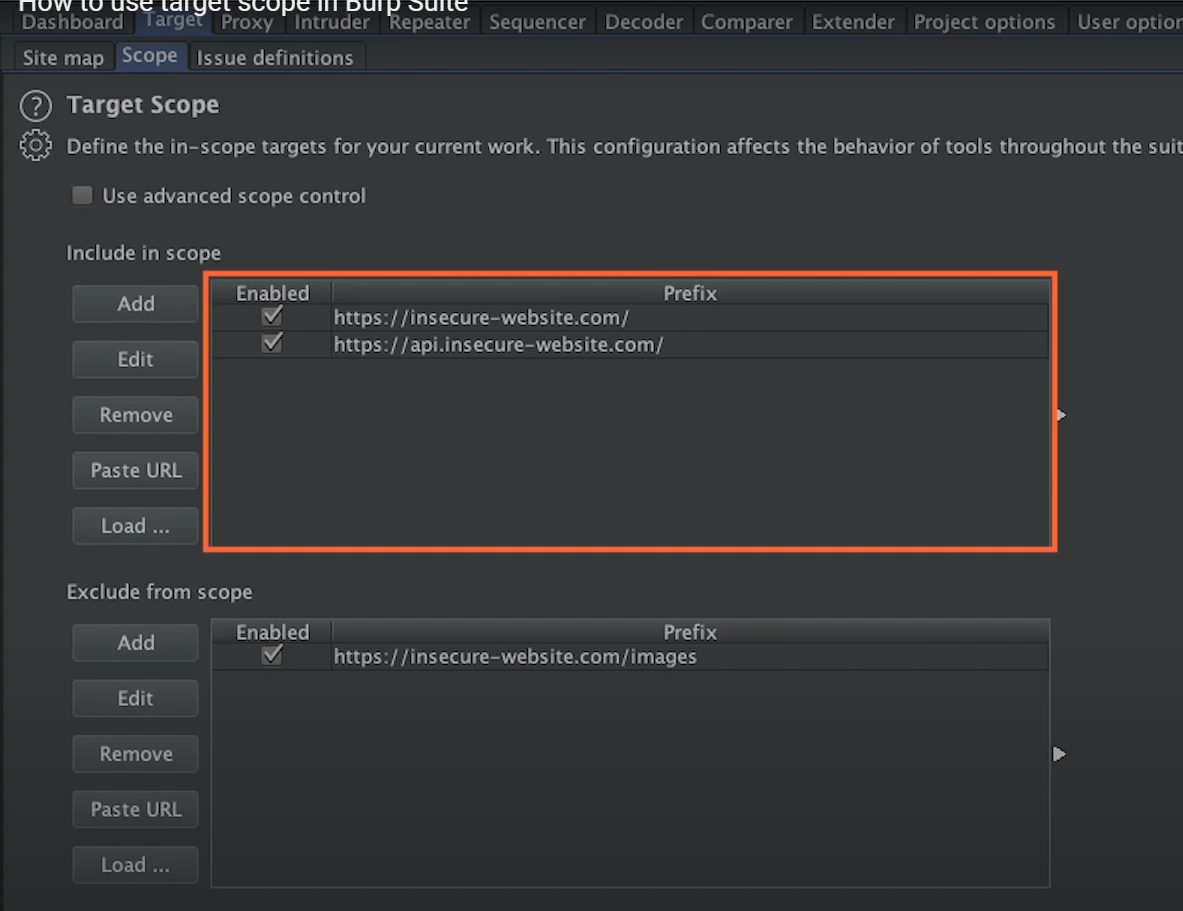 How to use target scope in Burp Suite
Dashboard Target Proxy Intruder Repeater Sequencer Decoder Comparer Extender Project options User option
Site map Scope Issue definitions
? Target Scope
Define the in-scope targets for your current work. This configuration affects the behavior of tools throughout the suit
Use advanced scope control
Include in scope
Add
Edit
Remove
Paste URL
Load ...
Enabled Prefix
https://insecure-website.com/
https://api.insecure-website.com/
Exclude from scope
Add
Edit
Remove
Paste URL
Load ...
Enabled Prefix
https://insecure-website.com/images